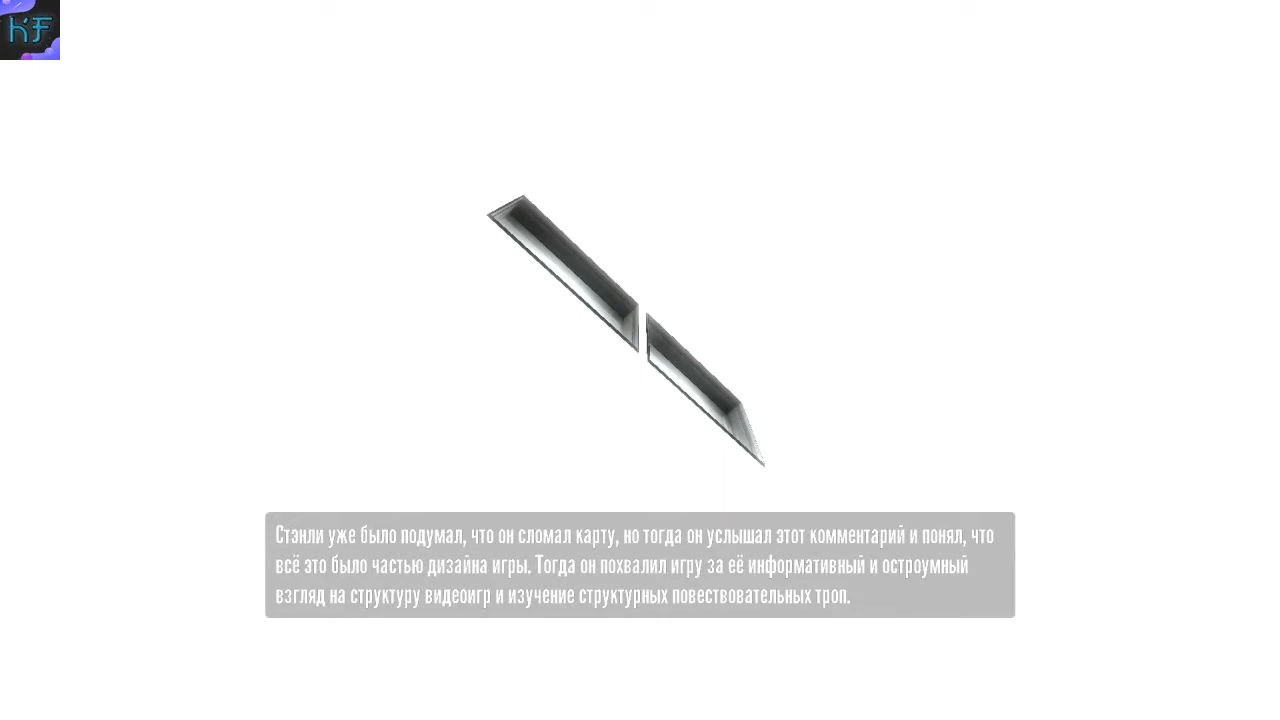 ЬF
Стэнли уже было подумал, что он сломал карту, но тогда он услышал этот комментарий и понял, что
всё это было частью дизайна игры. Тогда он похвалил игру за её информативный и остроумный
взгляд на структуру видеоигр и изучение структурных повествовательных троп.